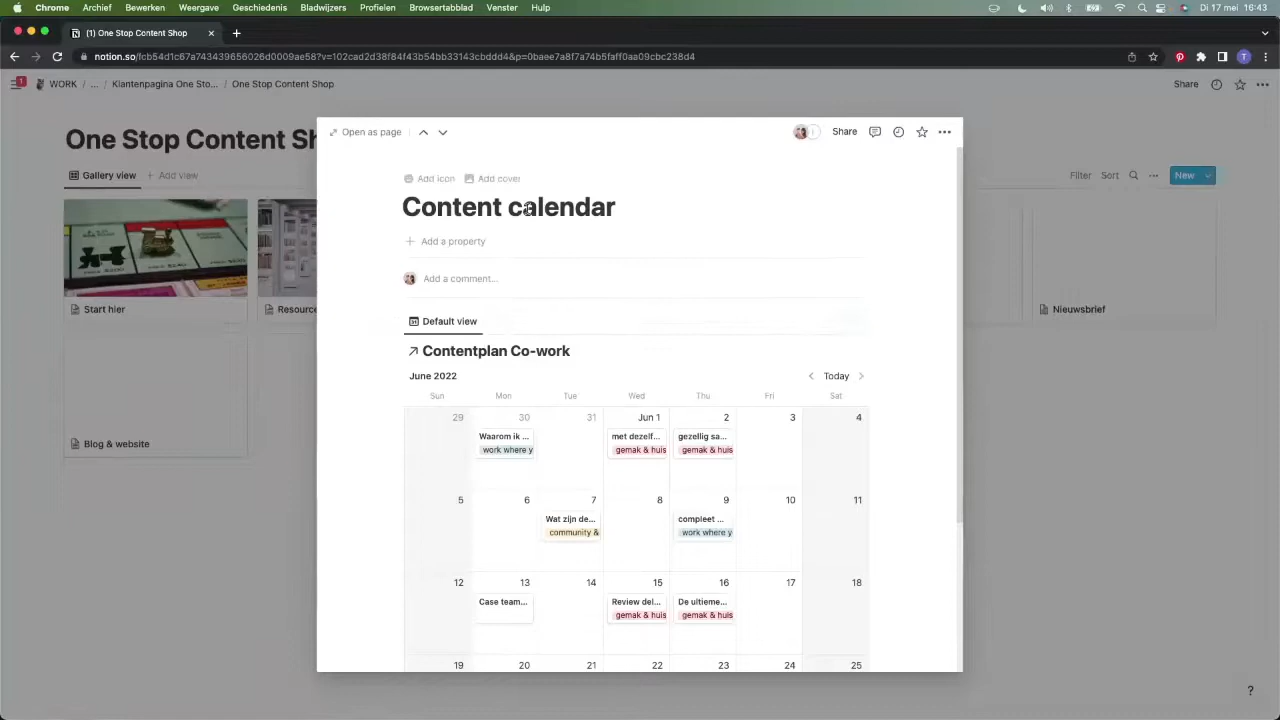 Chrome Archief Bewerken Weergave Geschiedenis Bladwijzers Profielen Browsertabblad Venster Help Di 17 mei 16:43
(1) One Stop Content Shop
notion.so/fcb54d1c67a743439656026d0009ae58?v=102cad2d38f84f43b54bb33143cbddd4&p=0baee7a8f7a74b5faff0aa09cbc238d4 T
1 WORK / ... / Klantenpagina One Sto... / One Stop Content Shop Share
Open as page Share
One Stop Content Sh
Gallery view Add view Filter Sort New
Add icon Add cover
Content calendar
Add a property
Add a comment...
Start hier Resource Nieuwsbrief
Default view
Contentplan Co-work
June 2022 Today
Sun Mon Tue Wed Thu Fri Sat
29 30 31 Jun 1 2 3 4
Waarom ik ... met dezelf... gezellig sa...
Blog & website work where y gemak & huis gemak & huis
5 6 7 8 9 10 11
Wat zijn de... compleet ...
community & work where y
12 13 14 15 16 17 18
Case team... Review del... De ultieme...
gemak & huis gemak & huis
19 20 21 22 23 24 25
?